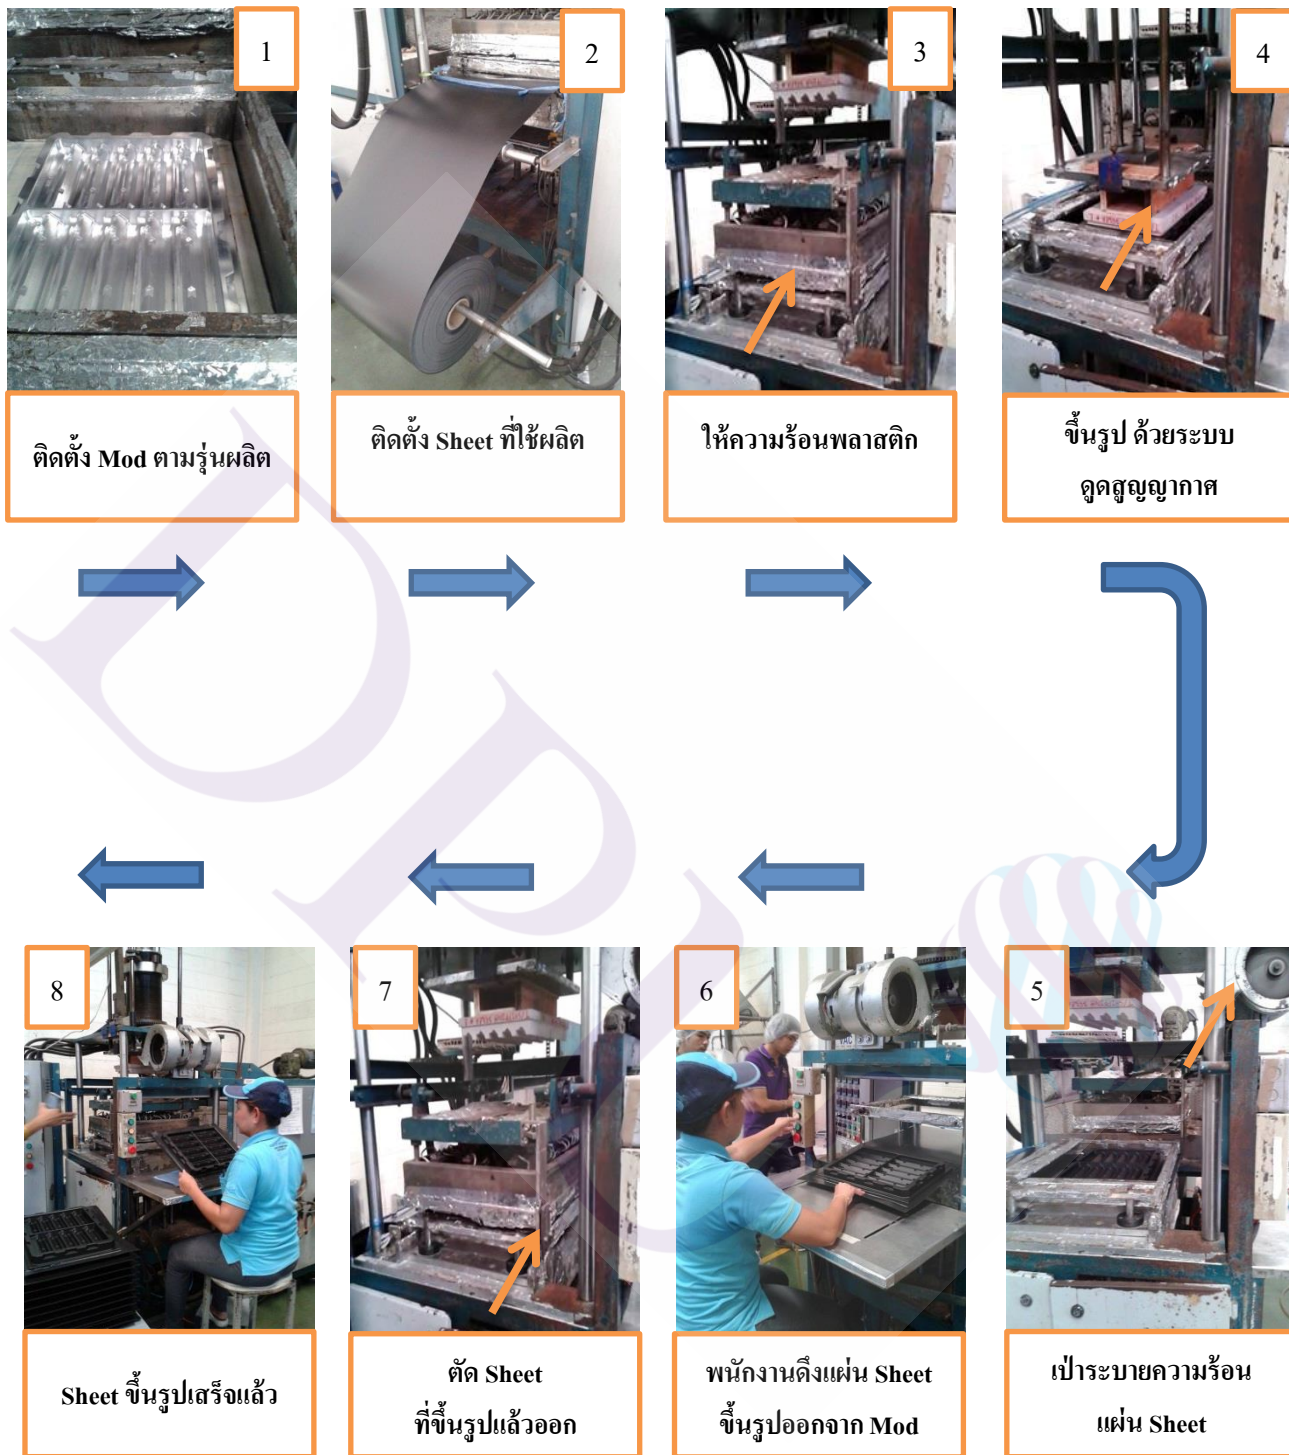 1
2
3
4
ติดตั้ง Mod ตามรุ่นผลิต
ติดตั้ง Sheet ที่ใช้ผลิต
ให้ความร้อนพลาสติก
ขึ้นรูป ด้วยระบบ
ดูดสูญญากาศ
8
7
6
5
Sheet ขึ้นรูปเสร็จแล้ว
ตัด Sheet
ที่ขึ้นรูปแล้วออก
พนักงานดึงแผ่น Sheet
ขึ้นรูปออกจาก Mod
เป่าระบายความร้อน
แผ่น Sheet
DPU